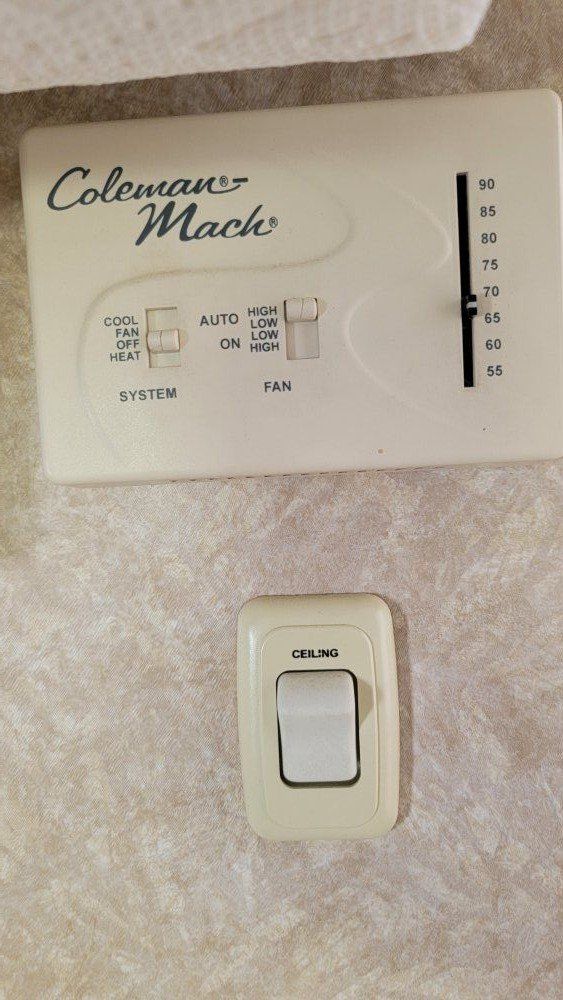 Coleman®-
Mach®
90
85
80
75
70
65
60
55
COOL
FAN
OFF
HEAT
SYSTEM
AUTO
ON
HIGH
LOW
LOW
HIGH
FAN
CEILING